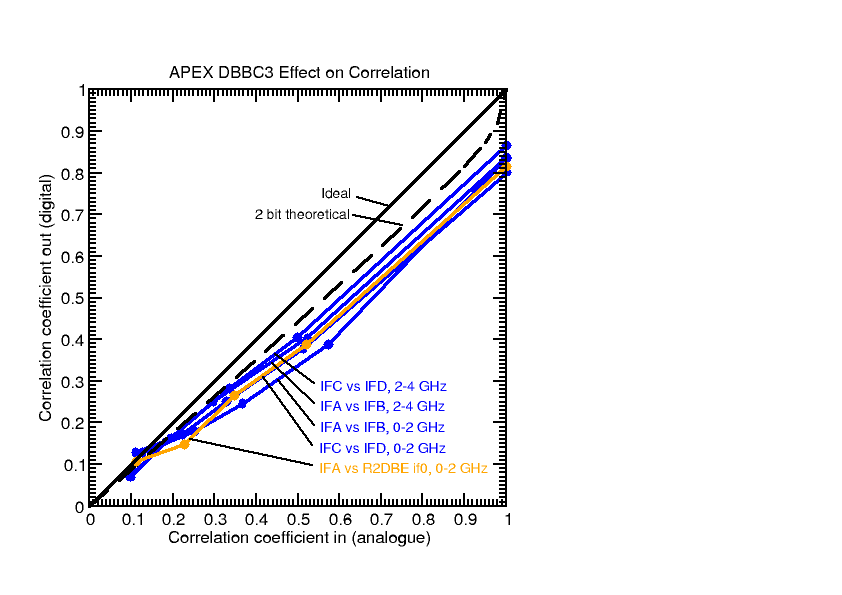 APEX DBBC3 Effect on Correlation
1
0.9
0.8
0.7
0.6
0.5
0.4
0.3
0.2
0.1
0
Correlation coefficient out (digital)
Ideal
2 bit theoretical
IFC vs IFD, 2-4 GHz
IFA vs IFB, 2-4 GHz
IFA vs IFB, 0-2 GHz
IFC vs IFD, 0-2 GHz
IFA vs R2DBE if0, 0-2 GHz
0 0.1 0.2 0.3 0.4 0.5 0.6 0.7 0.8 0.9 1
Correlation coefficient in (analogue)